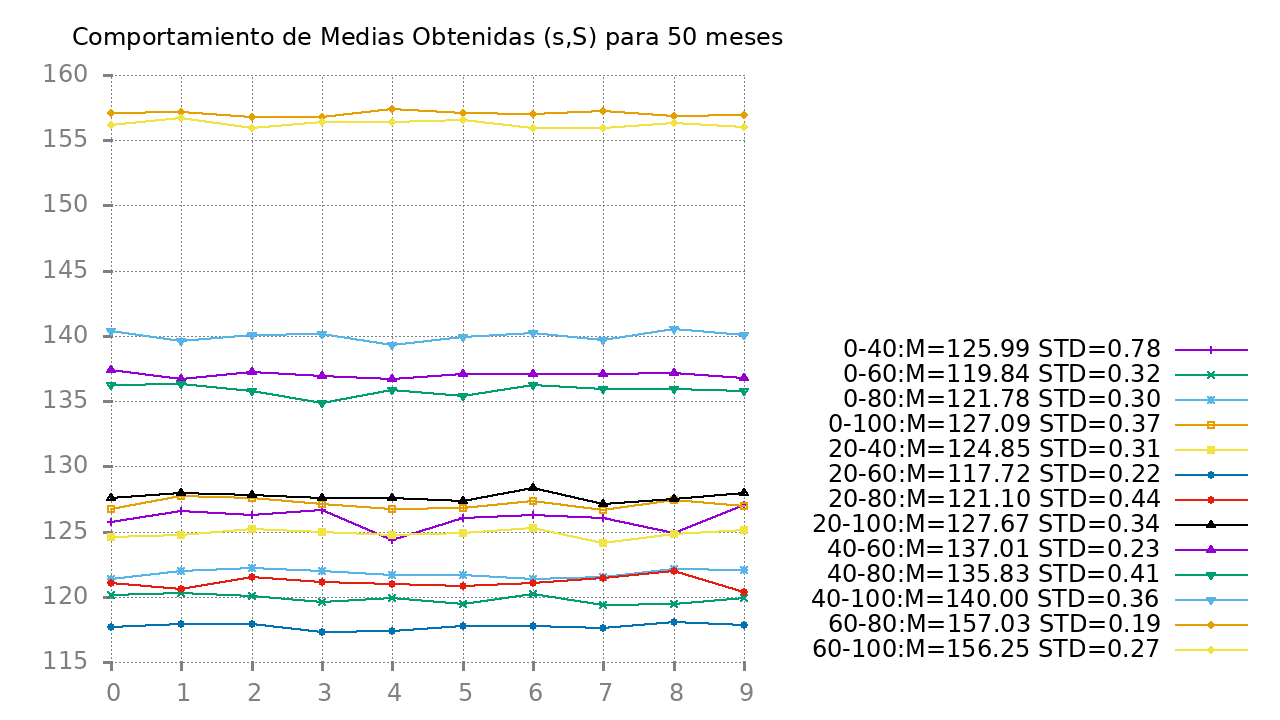 Comportamiento de Medias Obtenidas (s,S) para 50 meses
160
155
150
145
140
135
130
125
120
115
0 1 2 3 4 5 6 7 8 9
0-40:M=125.99 STD=0.78
0-60:M=119.84 STD=0.32
0-80:M=121.78 STD=0.30
0-100:M=127.09 STD=0.37
20-40:M=124.85 STD=0.31
20-60:M=117.72 STD=0.22
20-80:M=121.10 STD=0.44
20-100:M=127.67 STD=0.34
40-60:M=137.01 STD=0.23
40-80:M=135.83 STD=0.41
40-100:M=140.00 STD=0.36
60-80:M=157.03 STD=0.19
60-100:M=156.25 STD=0.27